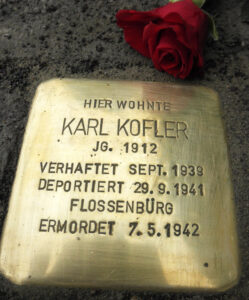 HIER WOHNTE
KARL KOFLER
JG. 1912
VERHAFTET SEPT. 1939
DEPORTIERT 29.9.1941
FLOSSENBÜRG
ERMORDET 7.5.1942